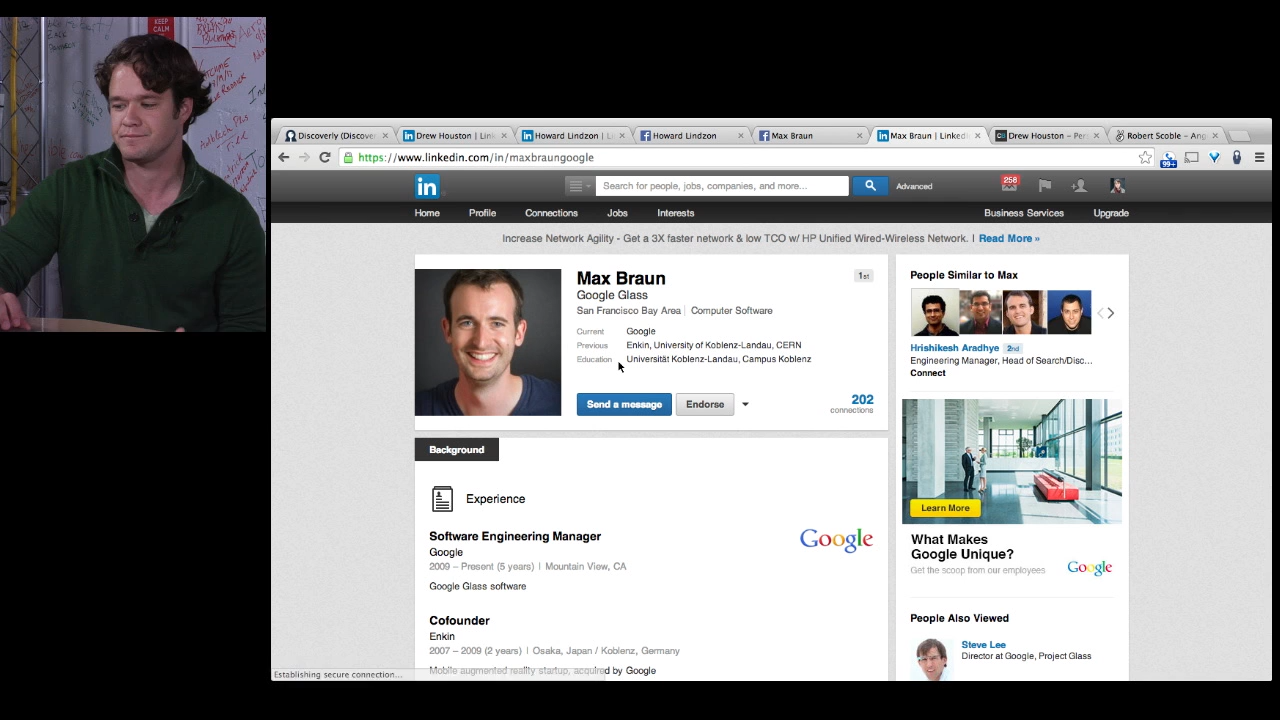 KEEP
CALM
Discoverly (Discover
Drew Houston | Link
Howard Lindzon | Li
Howard Lindzon
Max Braun
Max Braun | LinkedI
Drew Houston – Pers
Robert Scoble – Ang
https://www.linkedin.com/in/maxbraungoogle
99+
in
Search for people, jobs, companies, and more...
Advanced
258
Home
Profile
Connections
Jobs
Interests
Business Services
Upgrade
Increase Network Agility - Get a 3X faster network & low TCO w/ HP Unified Wired-Wireless Network. | Read More »
Max Braun
1st
Google Glass
San Francisco Bay Area | Computer Software
Current Google
Previous Enkin, University of Koblenz-Landau, CERN
Education Universität Koblenz-Landau, Campus Koblenz
Send a message
Endorse
202
connections
Background
Experience
Software Engineering Manager
Google
Google
2009 – Present (5 years) | Mountain View, CA
Google Glass software
Cofounder
Enkin
2007 – 2009 (2 years) | Osaka, Japan / Koblenz, Germany
Mobile augmented reality startup, acquired by Google
Establishing secure connection...
People Similar to Max
Hrishikesh Aradhye 2nd
Engineering Manager, Head of Search/Disc...
Connect
Learn More
What Makes
Google Unique?
Get the scoop from our employees
Google
People Also Viewed
Steve Lee
Director at Google, Project Glass